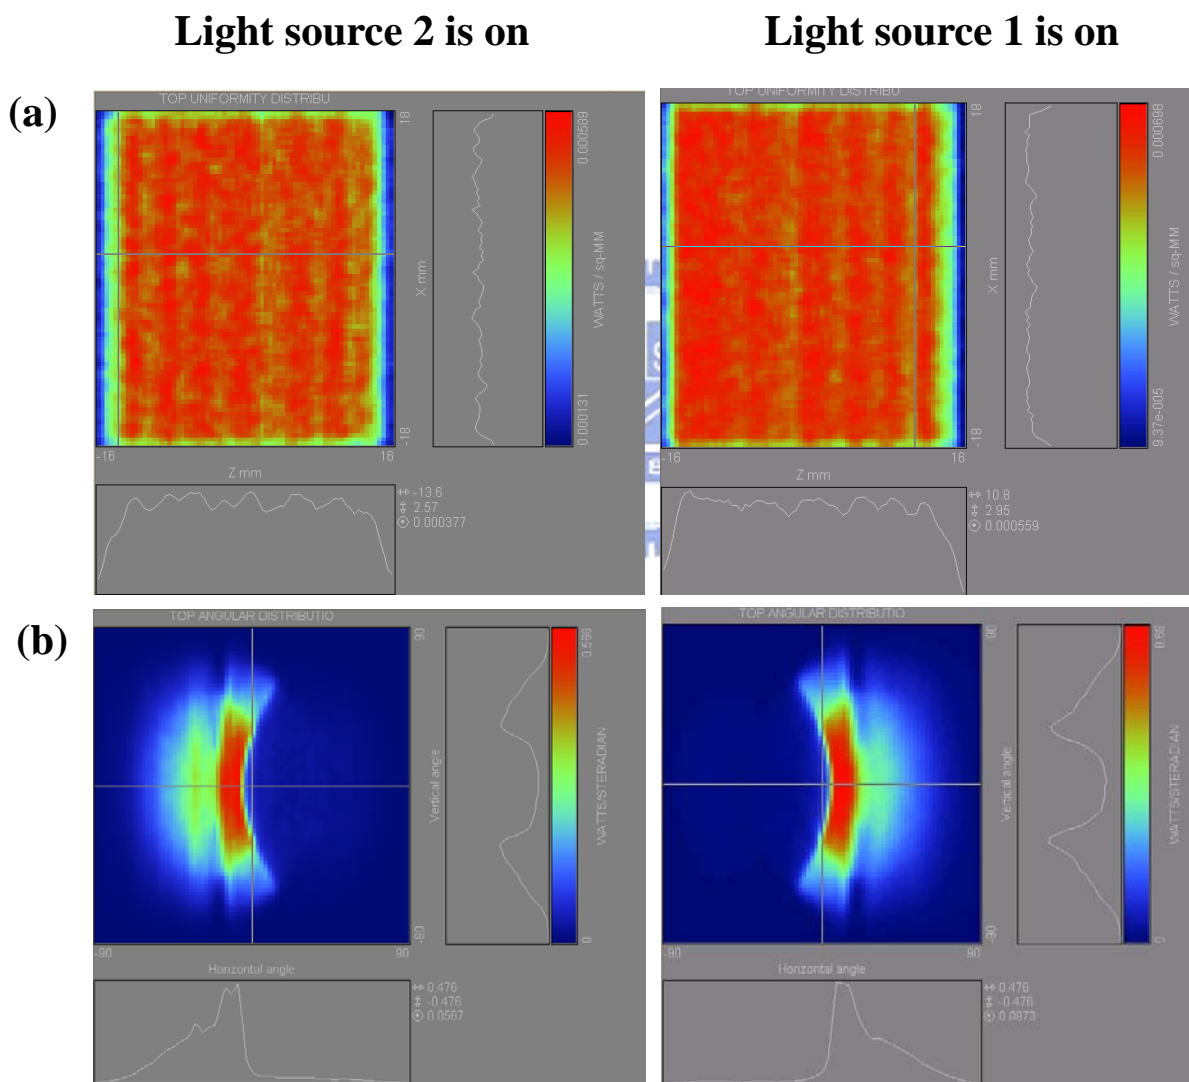 Light source 2 is on
Light source 1 is on
(a)
TOP UNIFORMITY DISTRIBU
18
X mm
-18
0.000589
WATTS / sq-MM
0.000131
-16
16
Z mm
-13.6
2.57
0.000377
TOP UNIFORMITY DISTRIBU
18
X mm
-18
0.000698
WATTS / sq-MM
9.37e-005
-16
16
Z mm
10.8
2.95
0.000559
(b)
TOP ANGULAR DISTRIBUTIO
90
Vertical angle
-90
0.566
WATTS/STERADIAN
0
-90
90
Horizontal angle
0.476
-0.476
0.0567
TOP ANGULAR DISTRIBUTIO
90
Vertical angle
-90
0.69
WATTS/STERADIAN
0
-90
90
Horizontal angle
0.476
-0.476
0.0973